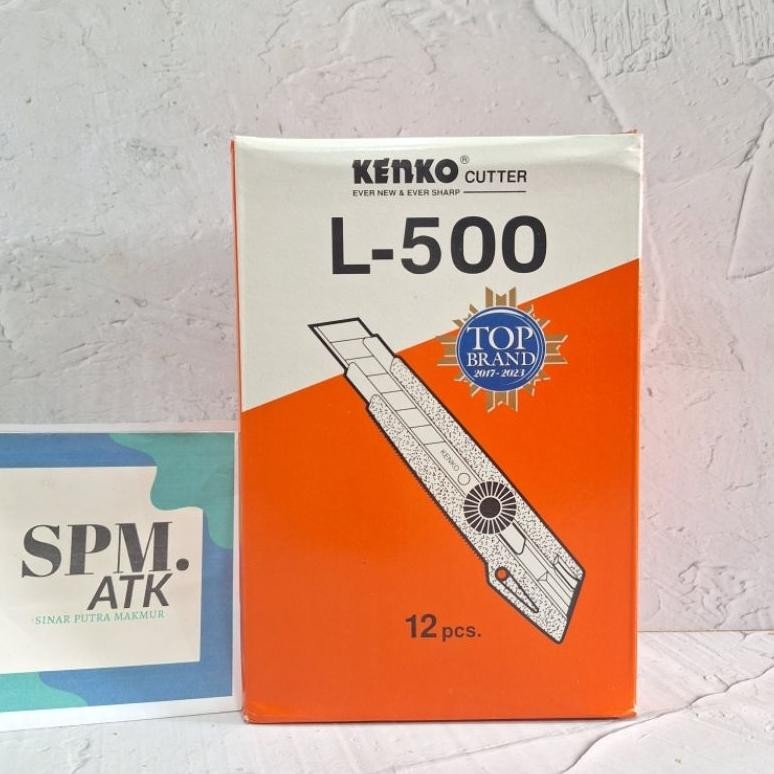 KENKO® CUTTER
EVER NEW & EVER SHARP
L-500
TOP
BRAND
2017-2023
KENKO
12 pcs.
SPM.
ATK
SINAR PUTRA MAKMUR